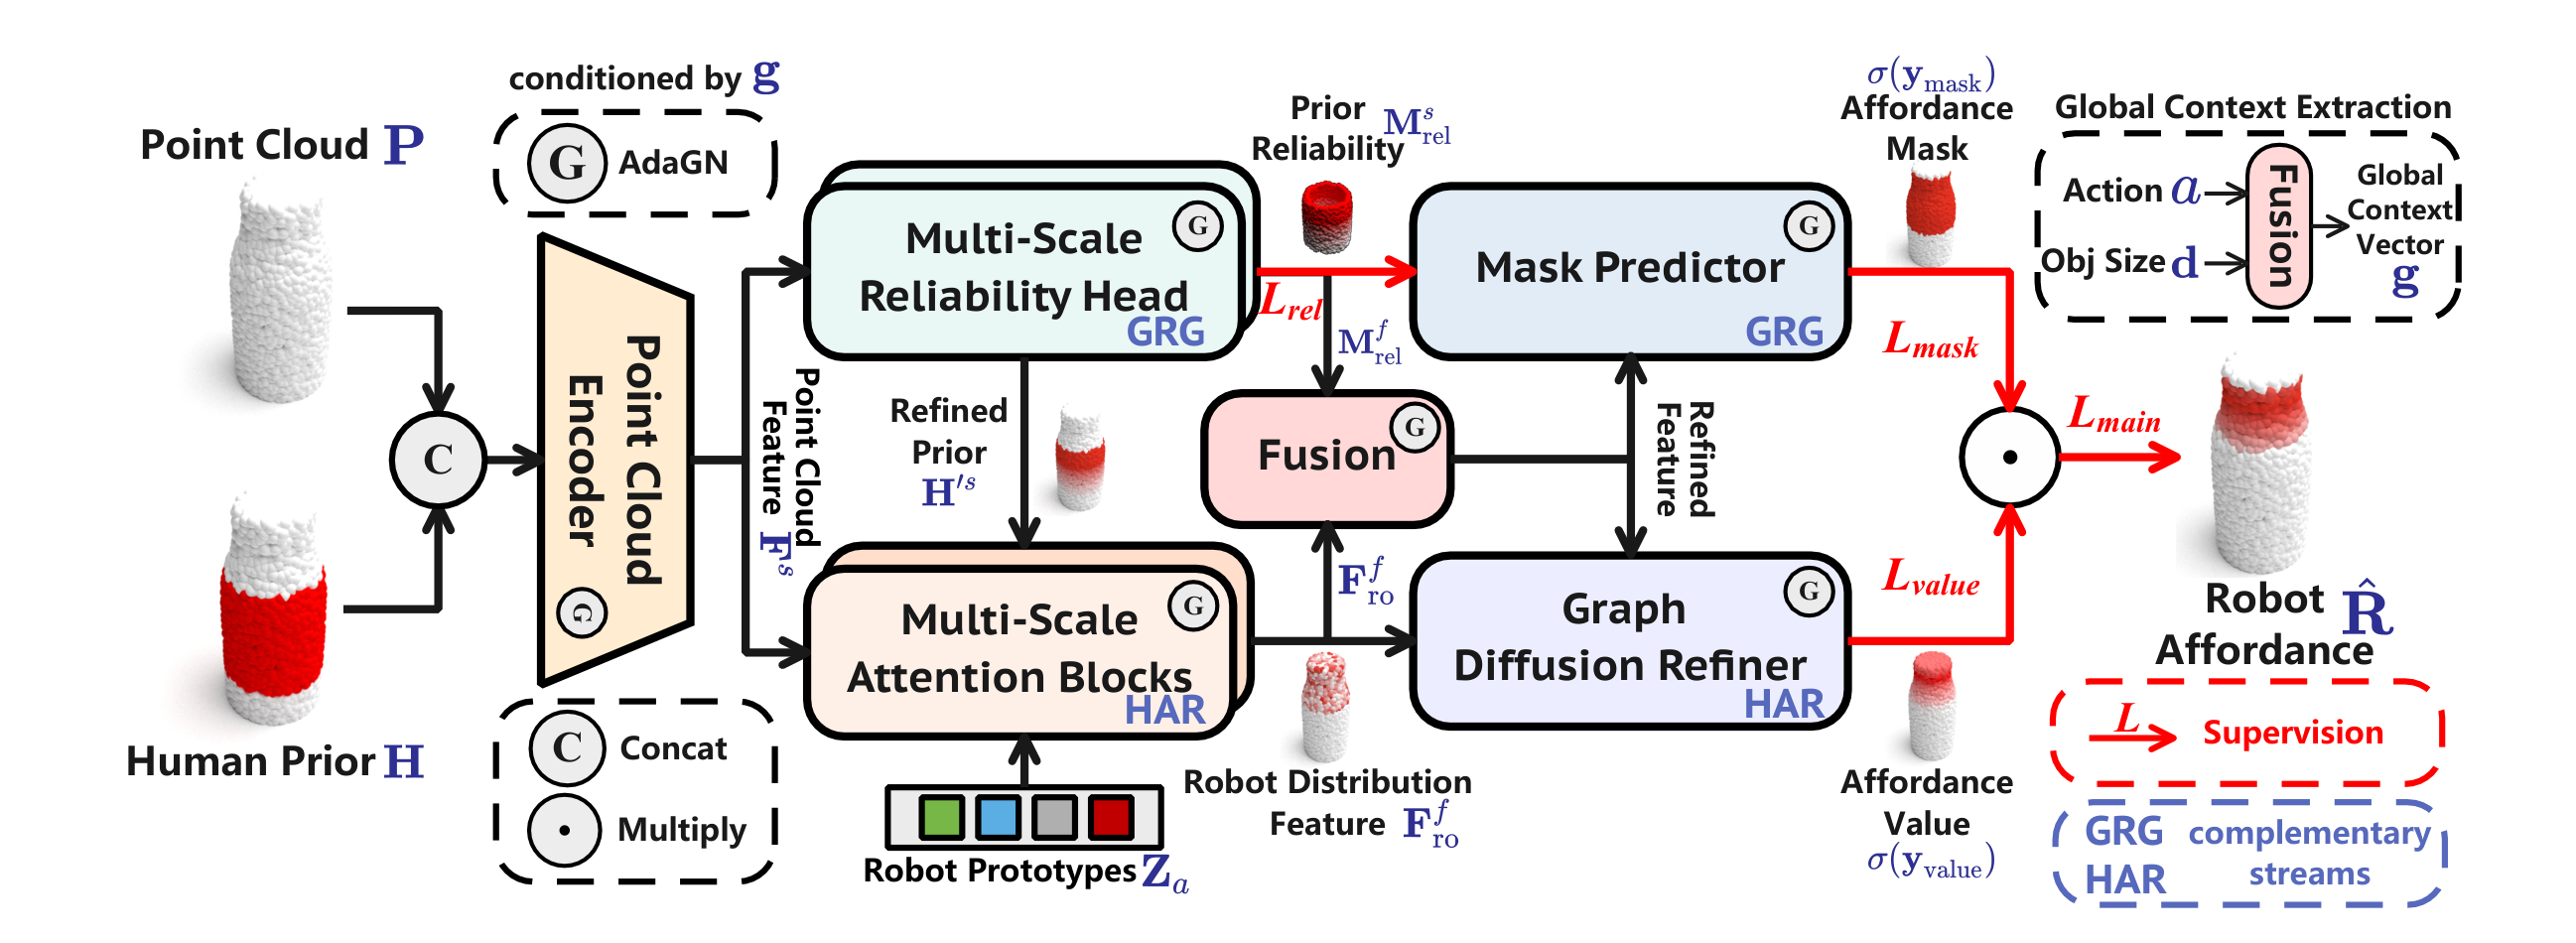 conditioned by g
G AdaGN
Point Cloud P
Human Prior H
C
Point Cloud
Encoder
G
C Concat
Multiply
Point Cloud
Feature F^s
Multi-Scale
Reliability Head
G
GRG
Refined
Prior
H'^s
Multi-Scale
Attention Blocks
G
HAR
Robot Prototypes Z_a
Prior
Reliability M_rel^s
L_rel
M_rel^f
Fusion
G
F_ro^f
Robot Distribution
Feature F_ro^f
Mask Predictor
G
GRG
Refined
Feature
Graph
Diffusion Refiner
G
HAR
σ(y_mask)
Affordance
Mask
L_mask
L_value
Affordance
Value
σ(y_value)
L_main
Global Context Extraction
Action a
Obj Size d
Fusion
Global
Context
Vector
g
Robot R̂
Affordance
L Supervision
GRG complementary
HAR streams